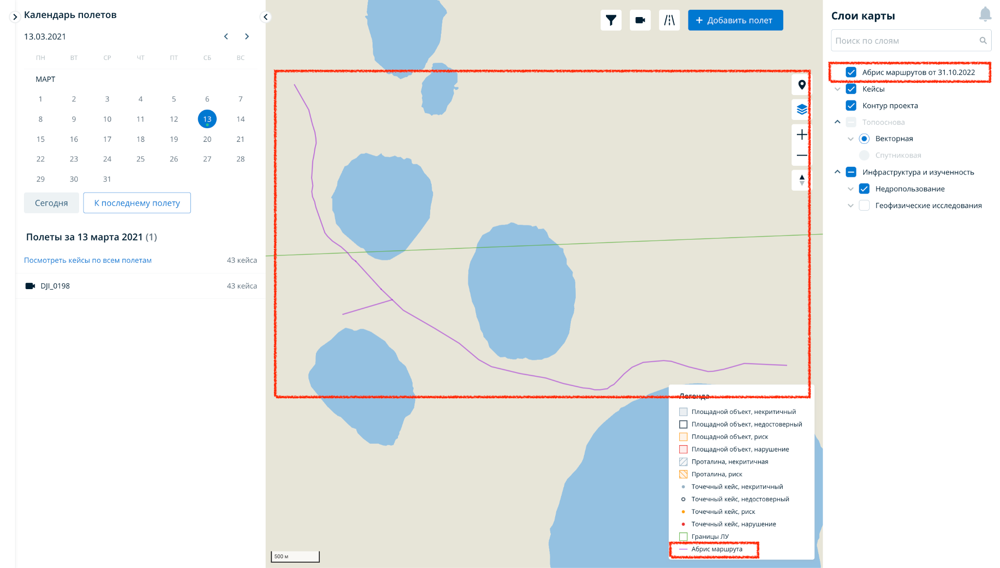 Календарь полетов
13.03.2021
ПН ВТ СР ЧТ ПТ СБ ВС
МАРТ
1 2 3 4 5 6 7
8 9 10 11 12 13 14
15 16 17 18 19 20 21
22 23 24 25 26 27 28
29 30 31
Сегодня К последнему полету
Полеты за 13 марта 2021 (1)
Посмотреть кейсы по всем полетам 43 кейса
DJI_0198 43 кейса
+ Добавить полет
500 м
Легенда
Площадной объект, некритичный
Площадной объект, недостоверный
Площадной объект, риск
Площадной объект, нарушение
Проталина, некритичная
Проталина, риск
Точечный кейс, некритичный
Точечный кейс, недостоверный
Точечный кейс, риск
Точечный кейс, нарушение
Границы ЛУ
Абрис маршрута
Слои карты
Поиск по слоям
Абрис маршрутов от 31.10.2022
Кейсы
Контур проекта
Топооснова
Векторная
Спутниковая
Инфраструктура и изученность
Недропользование
Геофизические исследования